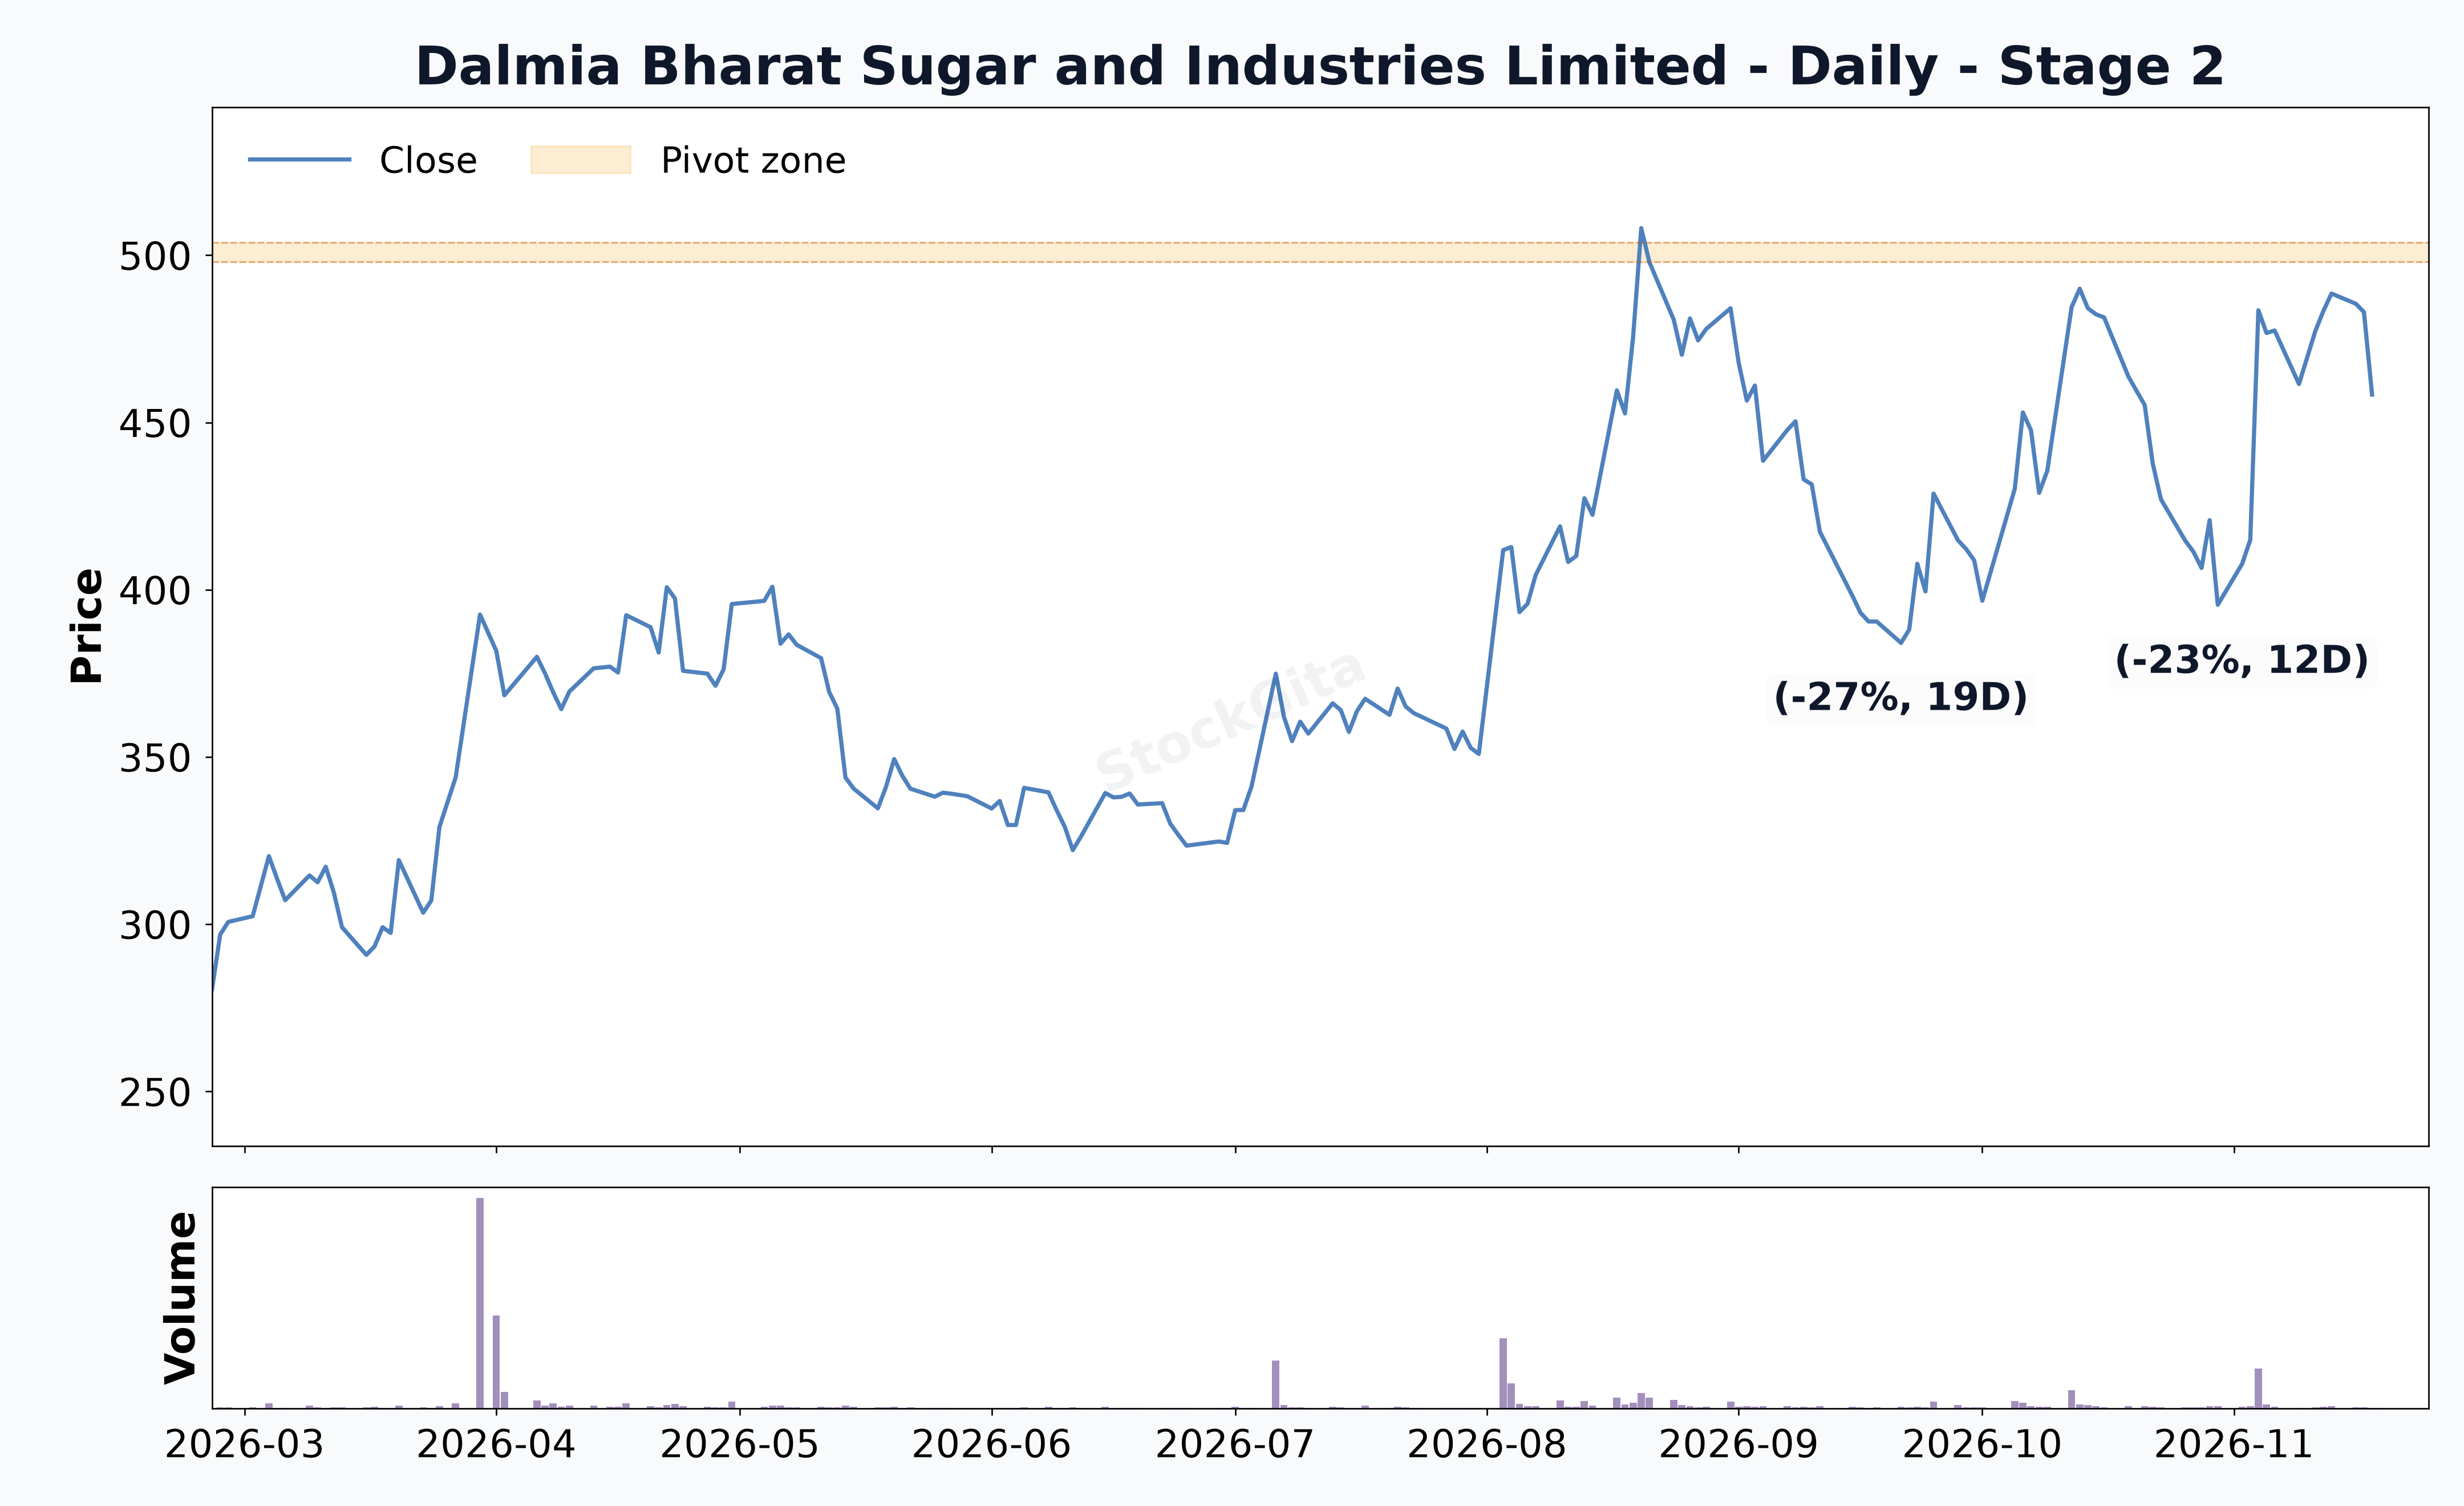 Dalmia Bharat Sugar and Industries Limited - Daily - Stage 2
Close
Pivot zone
500
450
400
350
300
250
Price
StockGita
(-27%, 19D)
(-23%, 12D)
Volume
2026-03
2026-04
2026-05
2026-06
2026-07
2026-08
2026-09
2026-10
2026-11